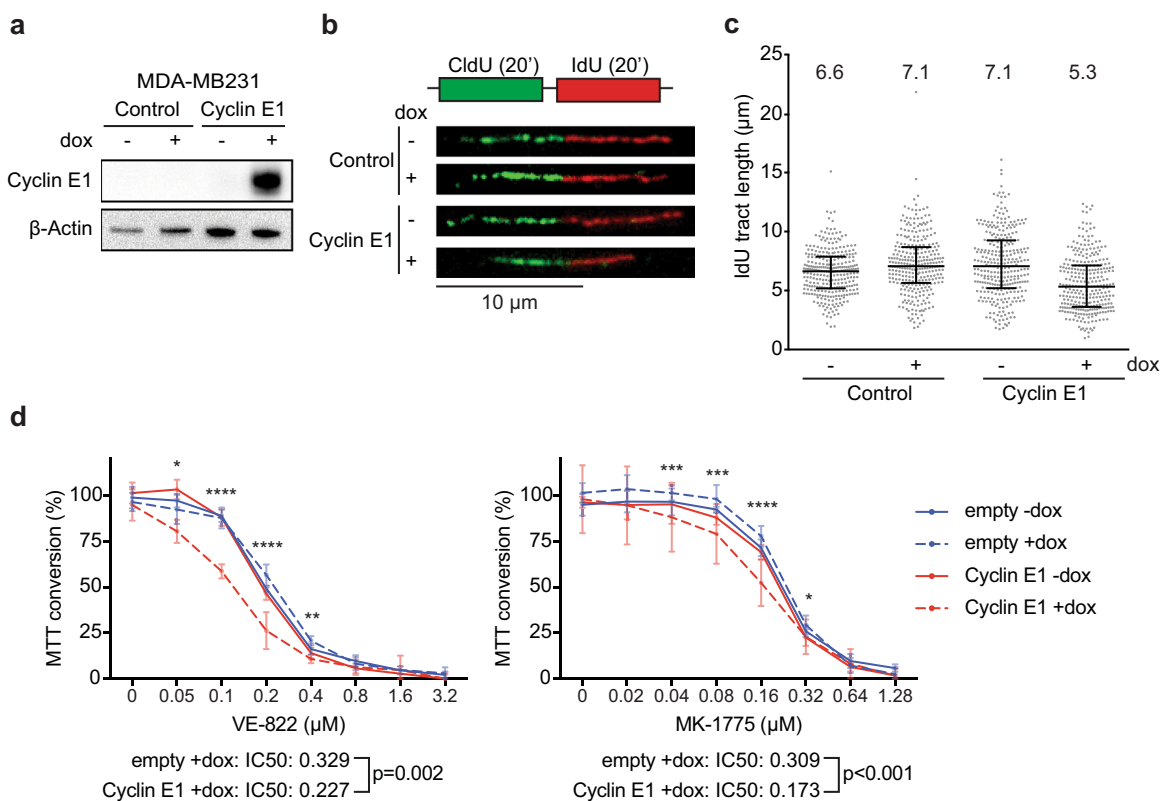 a
MDA-MB231
Control Cyclin E1
dox - + - +
Cyclin E1
β-Actin
b
CldU (20') IdU (20')
dox
-
Control
+
-
Cyclin E1
+
10 µm
c
25
20
15
10
5
0
IdU tract length (µm)
6.6 7.1 7.1 5.3
- + - + dox
Control Cyclin E1
d
MTT conversion (%)
100
75
50
25
0
* **** **** **
0 0.05 0.1 0.2 0.4 0.8 1.6 3.2
VE-822 (µM)
empty +dox: IC50: 0.329
Cyclin E1 +dox: IC50: 0.227
p=0.002
MTT conversion (%)
100
75
50
25
0
*** *** **** *
0 0.02 0.04 0.08 0.16 0.32 0.64 1.28
MK-1775 (µM)
empty +dox: IC50: 0.309
Cyclin E1 +dox: IC50: 0.173
p<0.001
empty -dox
empty +dox
Cyclin E1 -dox
Cyclin E1 +dox